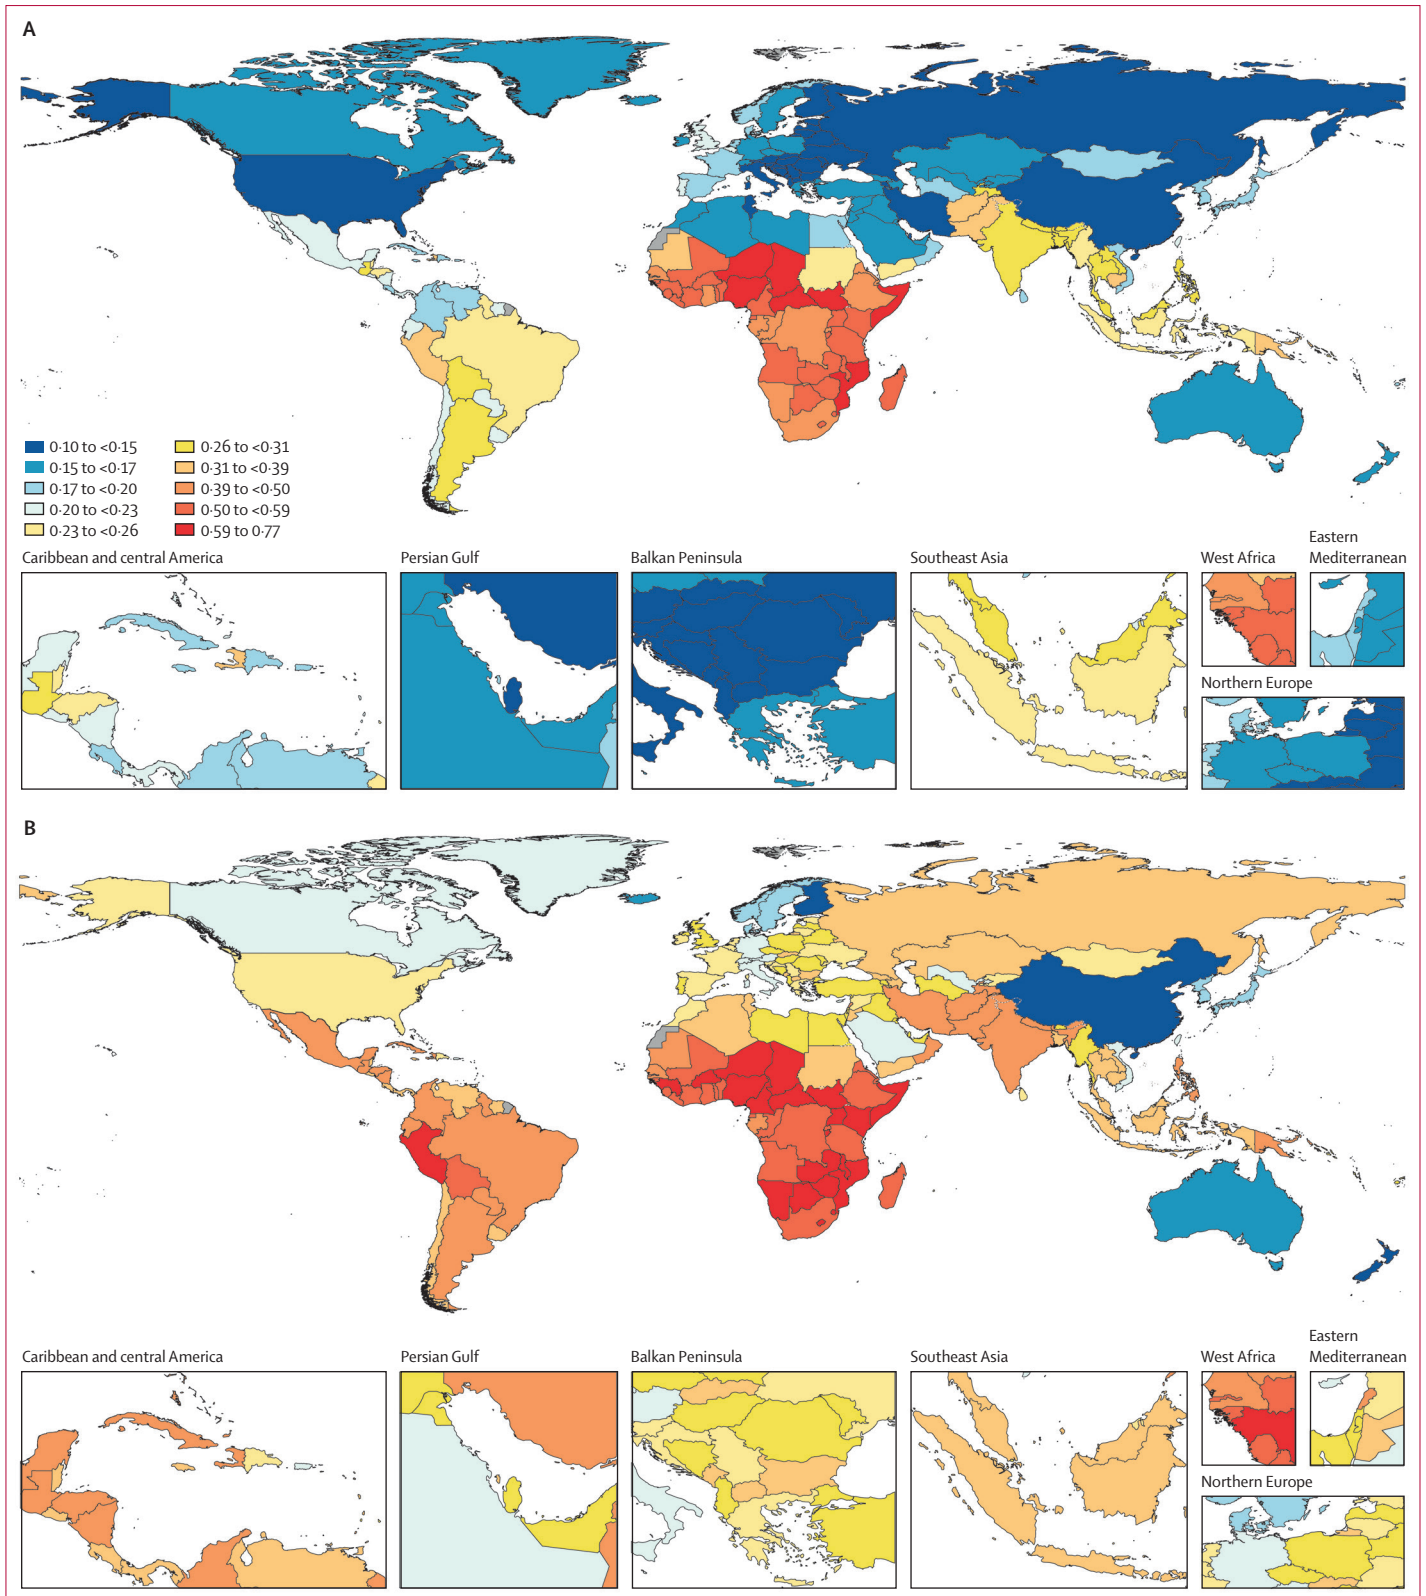 A
0·10 to <0·15
0·15 to <0·17
0·17 to <0·20
0·20 to <0·23
0·23 to <0·26
0·26 to <0·31
0·31 to <0·39
0·39 to <0·50
0·50 to <0·59
0·59 to 0·77
Caribbean and central America
Persian Gulf
Balkan Peninsula
Southeast Asia
West Africa
Eastern
Mediterranean
Northern Europe
B
Caribbean and central America
Persian Gulf
Balkan Peninsula
Southeast Asia
West Africa
Eastern
Mediterranean
Northern Europe